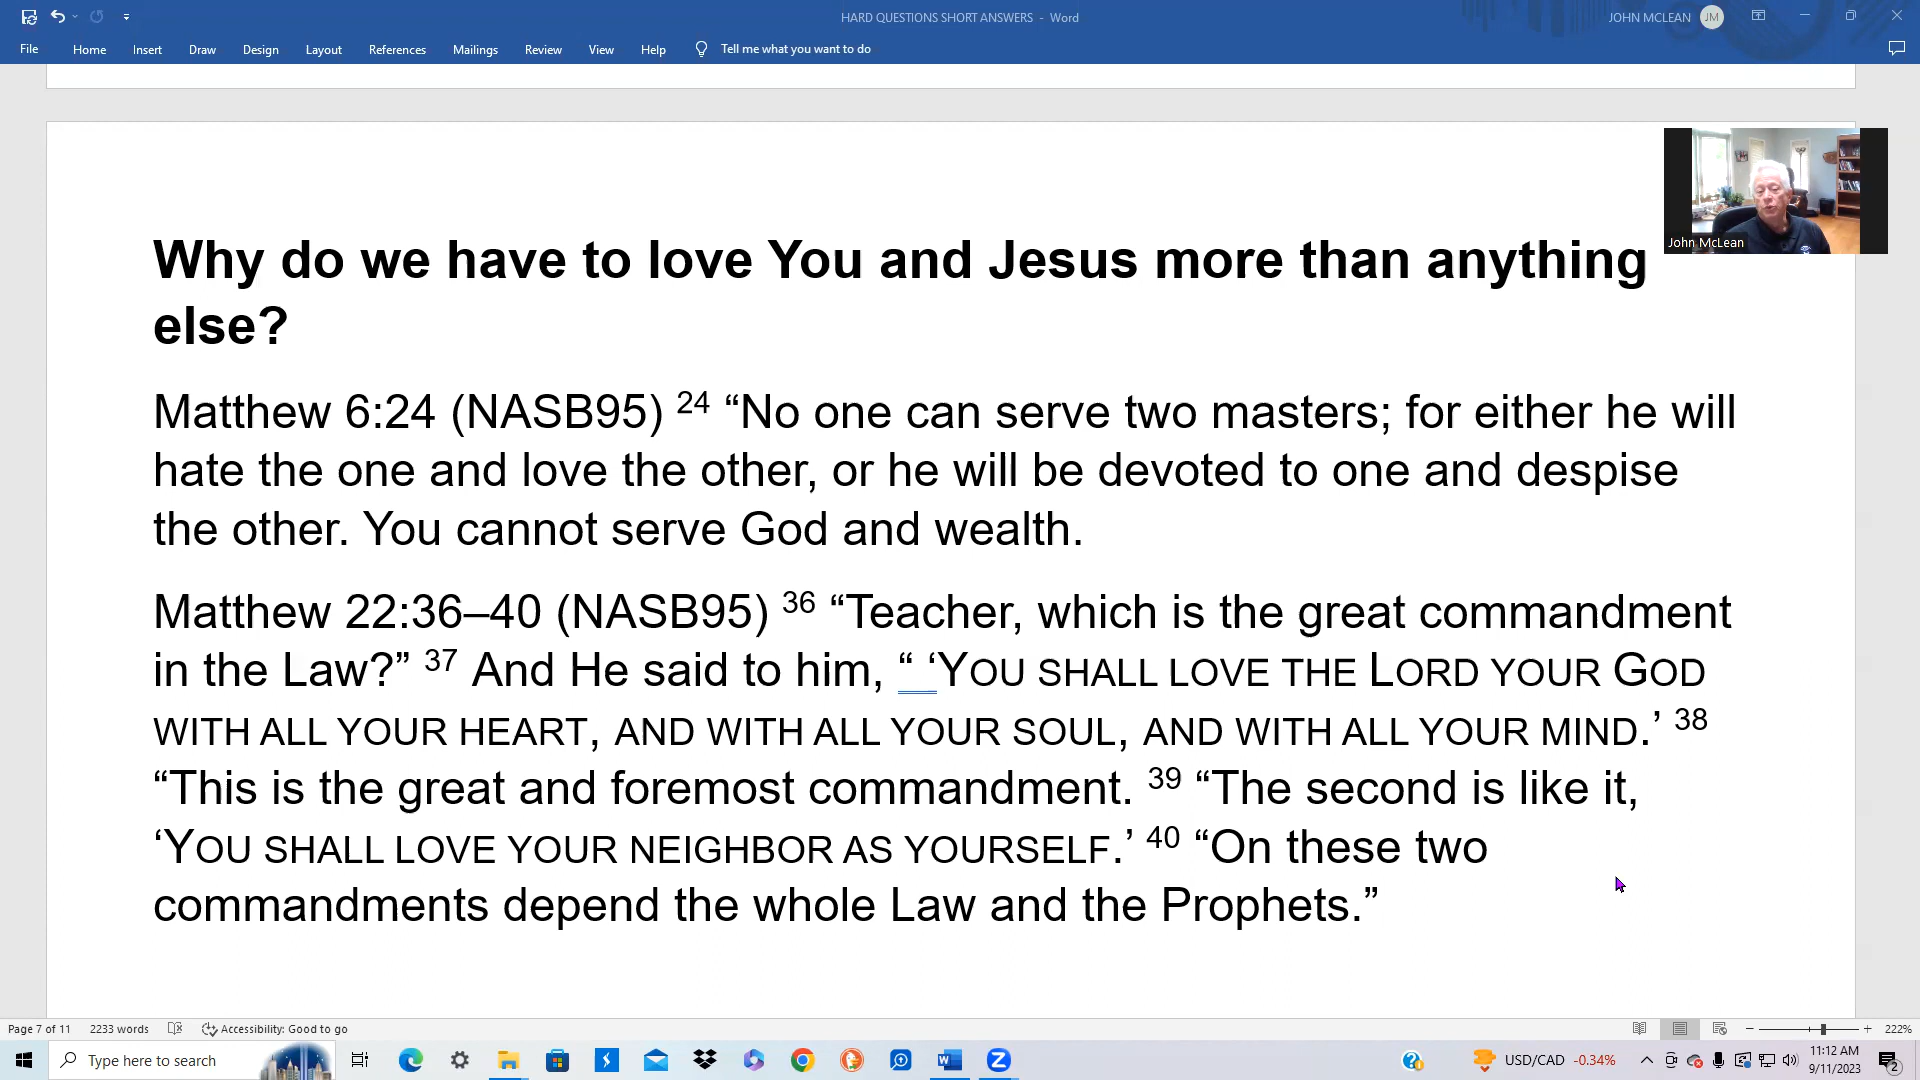 HARD QUESTIONS SHORT ANSWERS - Word
JOHN MCLEAN JM
File Home Insert Draw Design Layout References Mailings Review View Help Tell me what you want to do
John McLean
Why do we have to love You and Jesus more than anything
else?
Matthew 6:24 (NASB95) 24 “No one can serve two masters; for either he will
hate the one and love the other, or he will be devoted to one and despise
the other. You cannot serve God and wealth.
Matthew 22:36–40 (NASB95) 36 “Teacher, which is the great commandment
in the Law?” 37 And He said to him, “ ‘YOU SHALL LOVE THE LORD YOUR GOD
WITH ALL YOUR HEART, AND WITH ALL YOUR SOUL, AND WITH ALL YOUR MIND.’ 38
“This is the great and foremost commandment. 39 “The second is like it,
‘YOU SHALL LOVE YOUR NEIGHBOR AS YOURSELF.’ 40 “On these two
commandments depend the whole Law and the Prophets.”
Page 7 of 11 2233 words Accessibility: Good to go 222%
Type here to search USD/CAD -0.34% 11:12 AM
9/11/2023 2